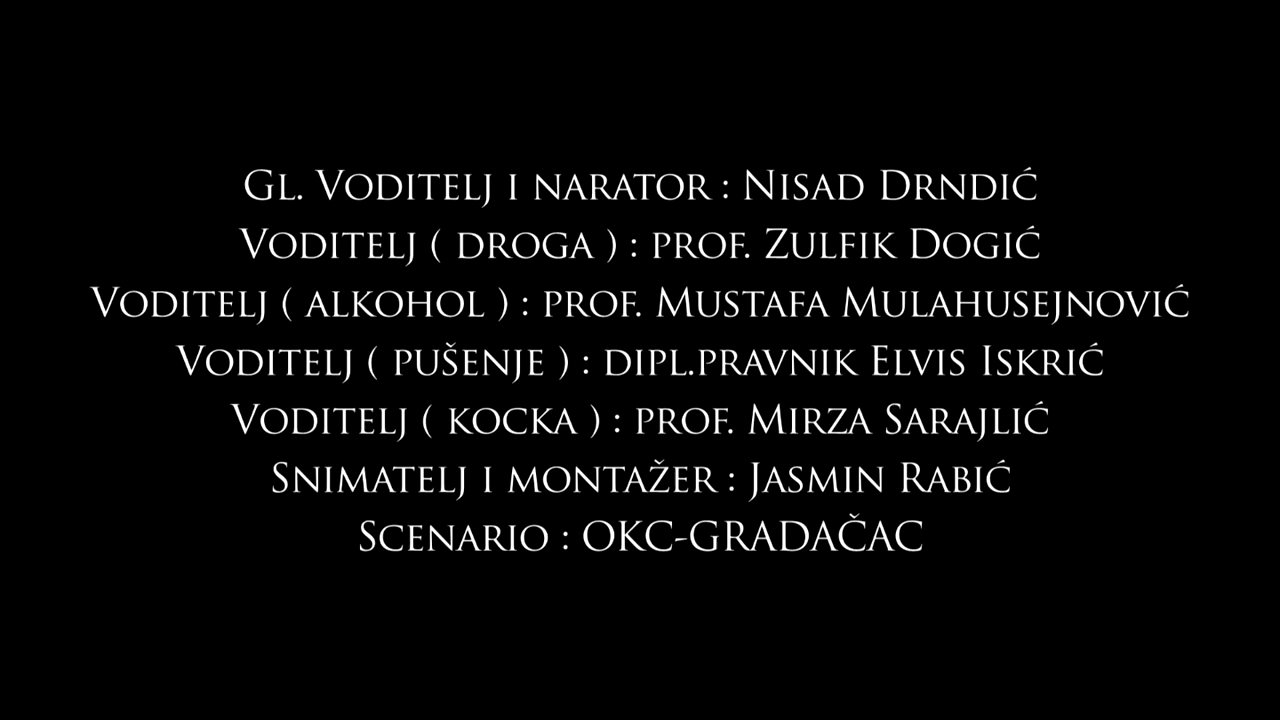 Gl. Voditelj i narator : Nisad Drndić
Voditelj ( droga ) : prof. Zulfik Dogić
Voditelj ( alkohol ) : prof. Mustafa Mulahusejnović
Voditelj ( pušenje ) : dipl.pravnik Elvis Iskrić
Voditelj ( kocka ) : prof. Mirza Sarajlić
Snimatelj i montažer : Jasmin Rabić
Scenario : OKC-GRADAČAC